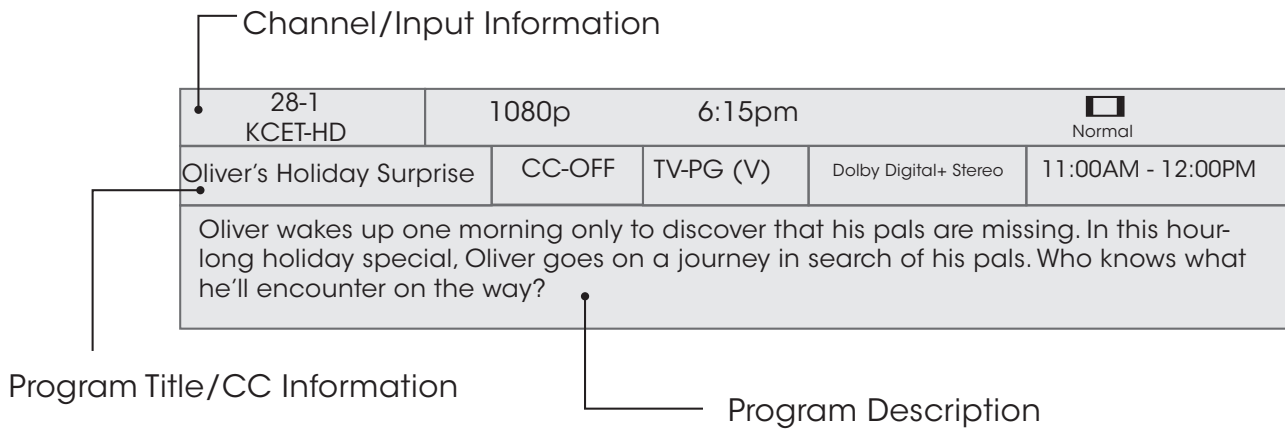 Channel/Input Information
28-1
KCET-HD
1080p
6:15pm
Normal
Oliver's Holiday Surprise
CC-OFF
TV-PG (V)
Dolby Digital+ Stereo
11:00AM - 12:00PM
Oliver wakes up one morning only to discover that his pals are missing. In this hour-
long holiday special, Oliver goes on a journey in search of his pals. Who knows what
he'll encounter on the way?
Program Title/CC Information
Program Description